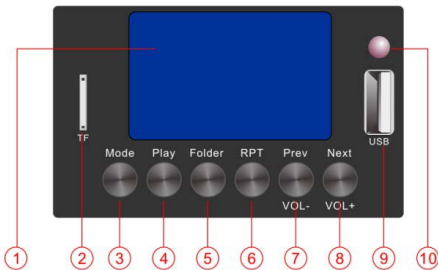 TF
USB
Mode Play Folder RPT Prev Next
VOL- VOL+
1 2 3 4 5 6 7 8 9 10